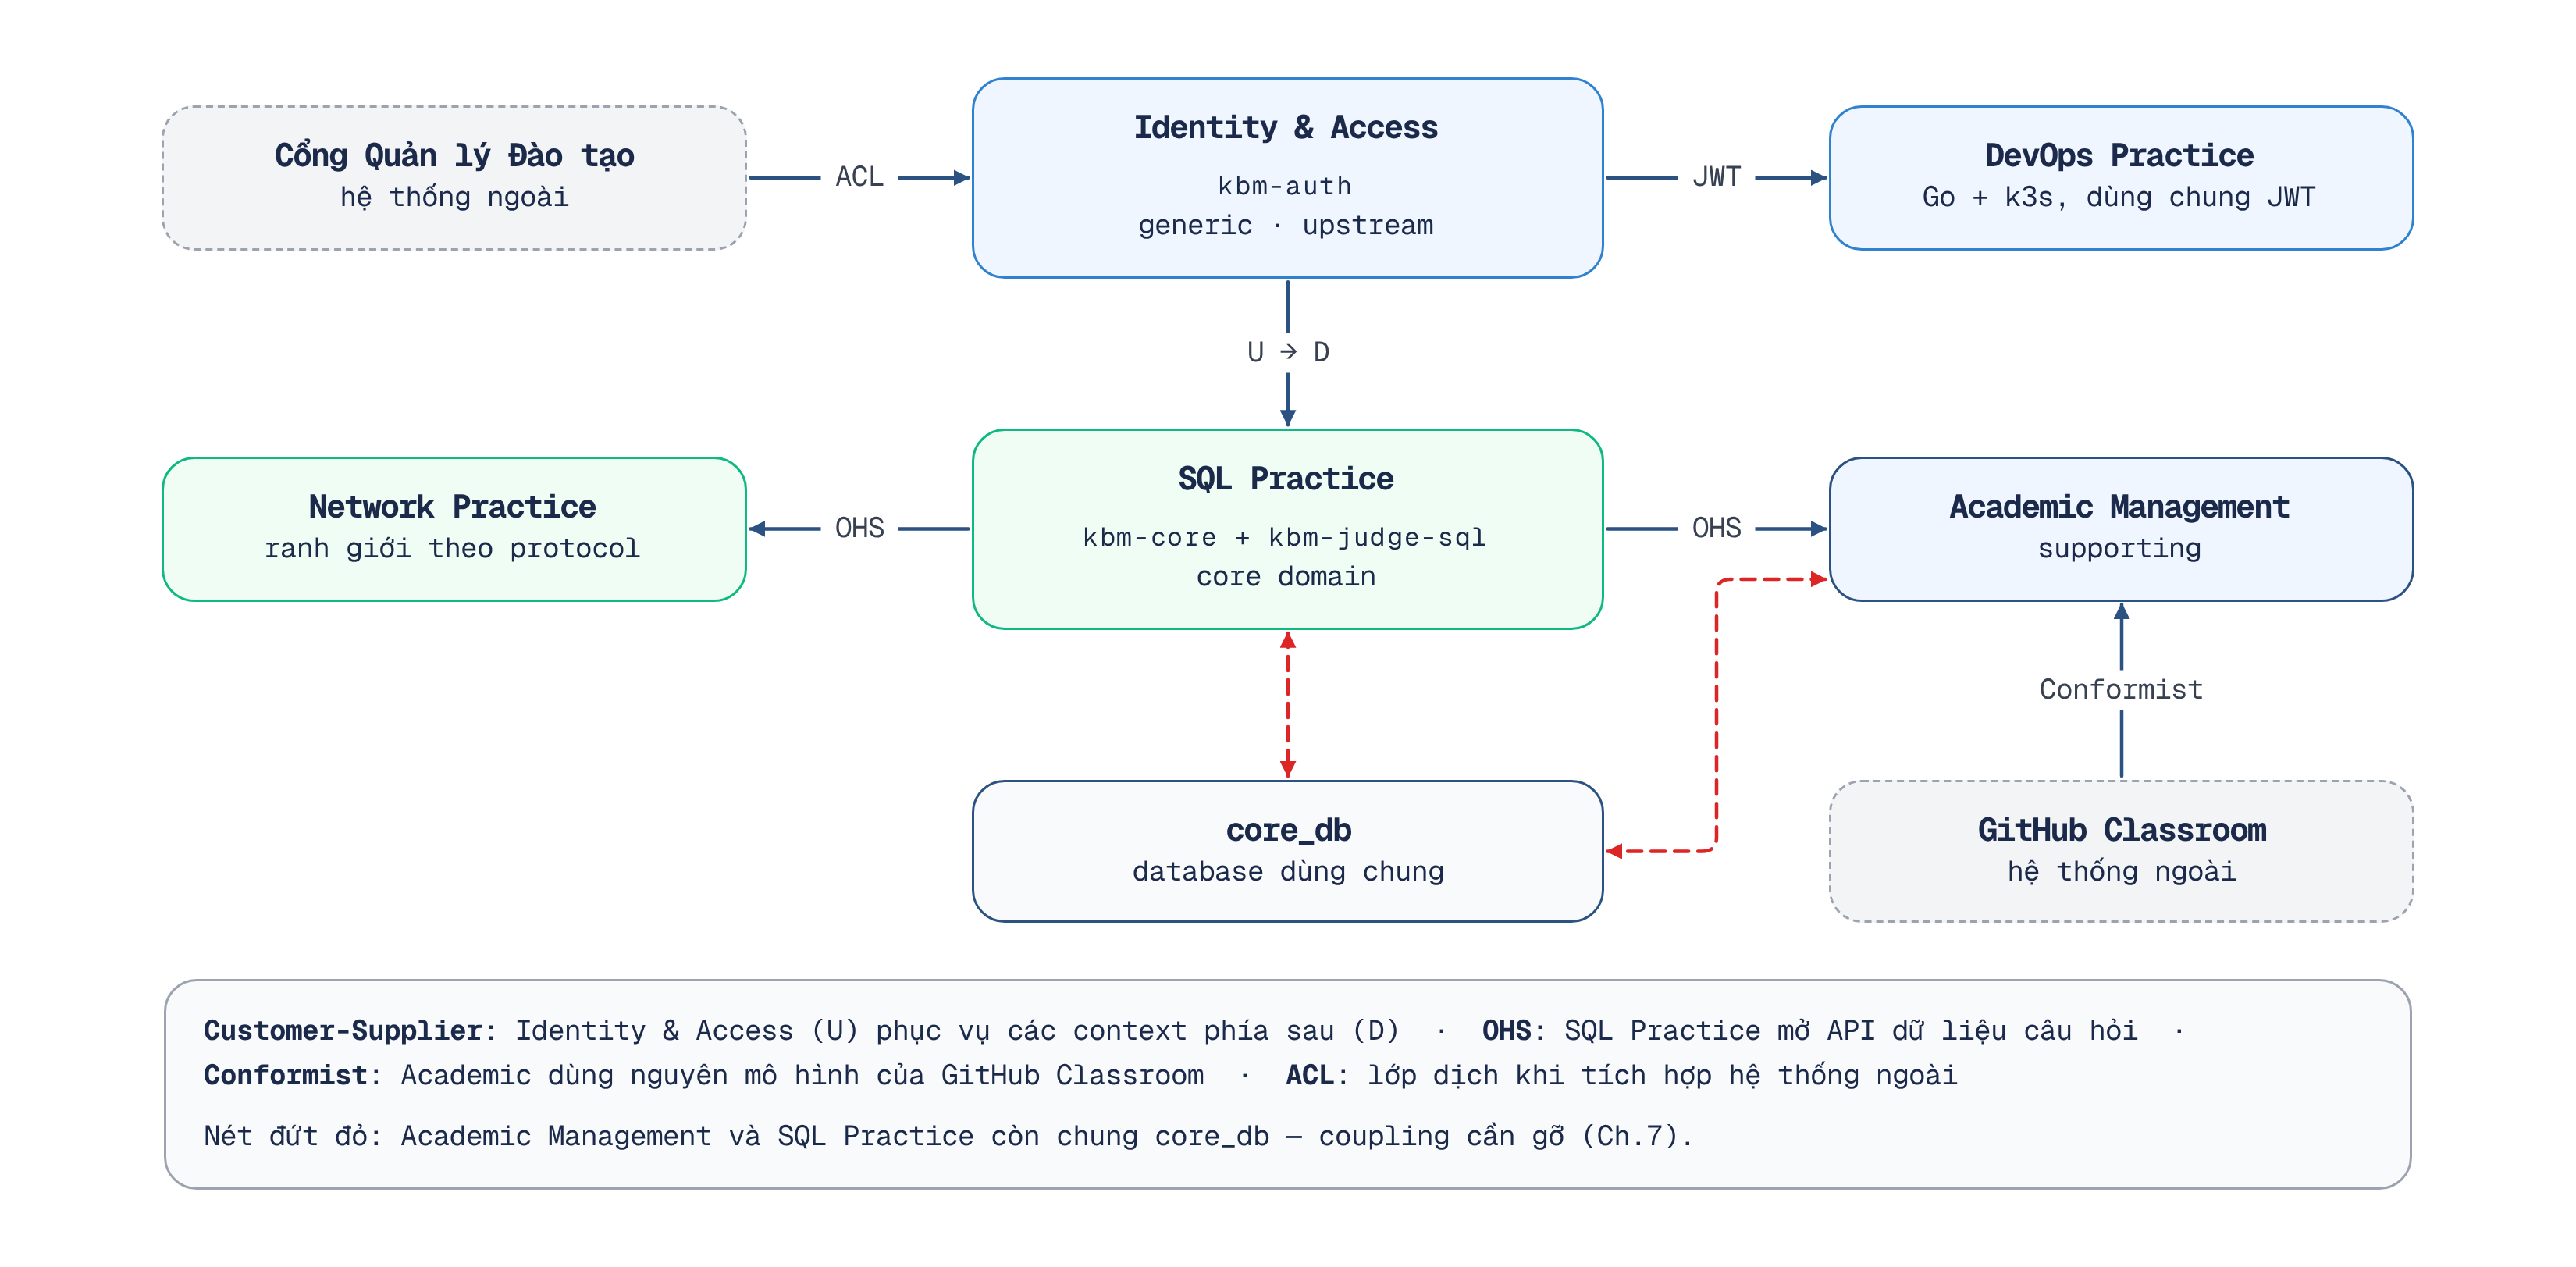 Cổng Quản lý Đào tạo
hệ thống ngoài
ACL
Identity & Access
kbm-auth
generic · upstream
JWT
DevOps Practice
Go + k3s, dùng chung JWT
U → D
Network Practice
ranh giới theo protocol
OHS
SQL Practice
kbm-core + kbm-judge-sql
core domain
OHS
Academic Management
supporting
Conformist
core_db
database dùng chung
GitHub Classroom
hệ thống ngoài
Customer-Supplier: Identity & Access (U) phục vụ các context phía sau (D) · OHS: SQL Practice mở API dữ liệu câu hỏi ·
Conformist: Academic dùng nguyên mô hình của GitHub Classroom · ACL: lớp dịch khi tích hợp hệ thống ngoài
Nét đứt đỏ: Academic Management và SQL Practice còn chung core_db — coupling cần gỡ (Ch.7).